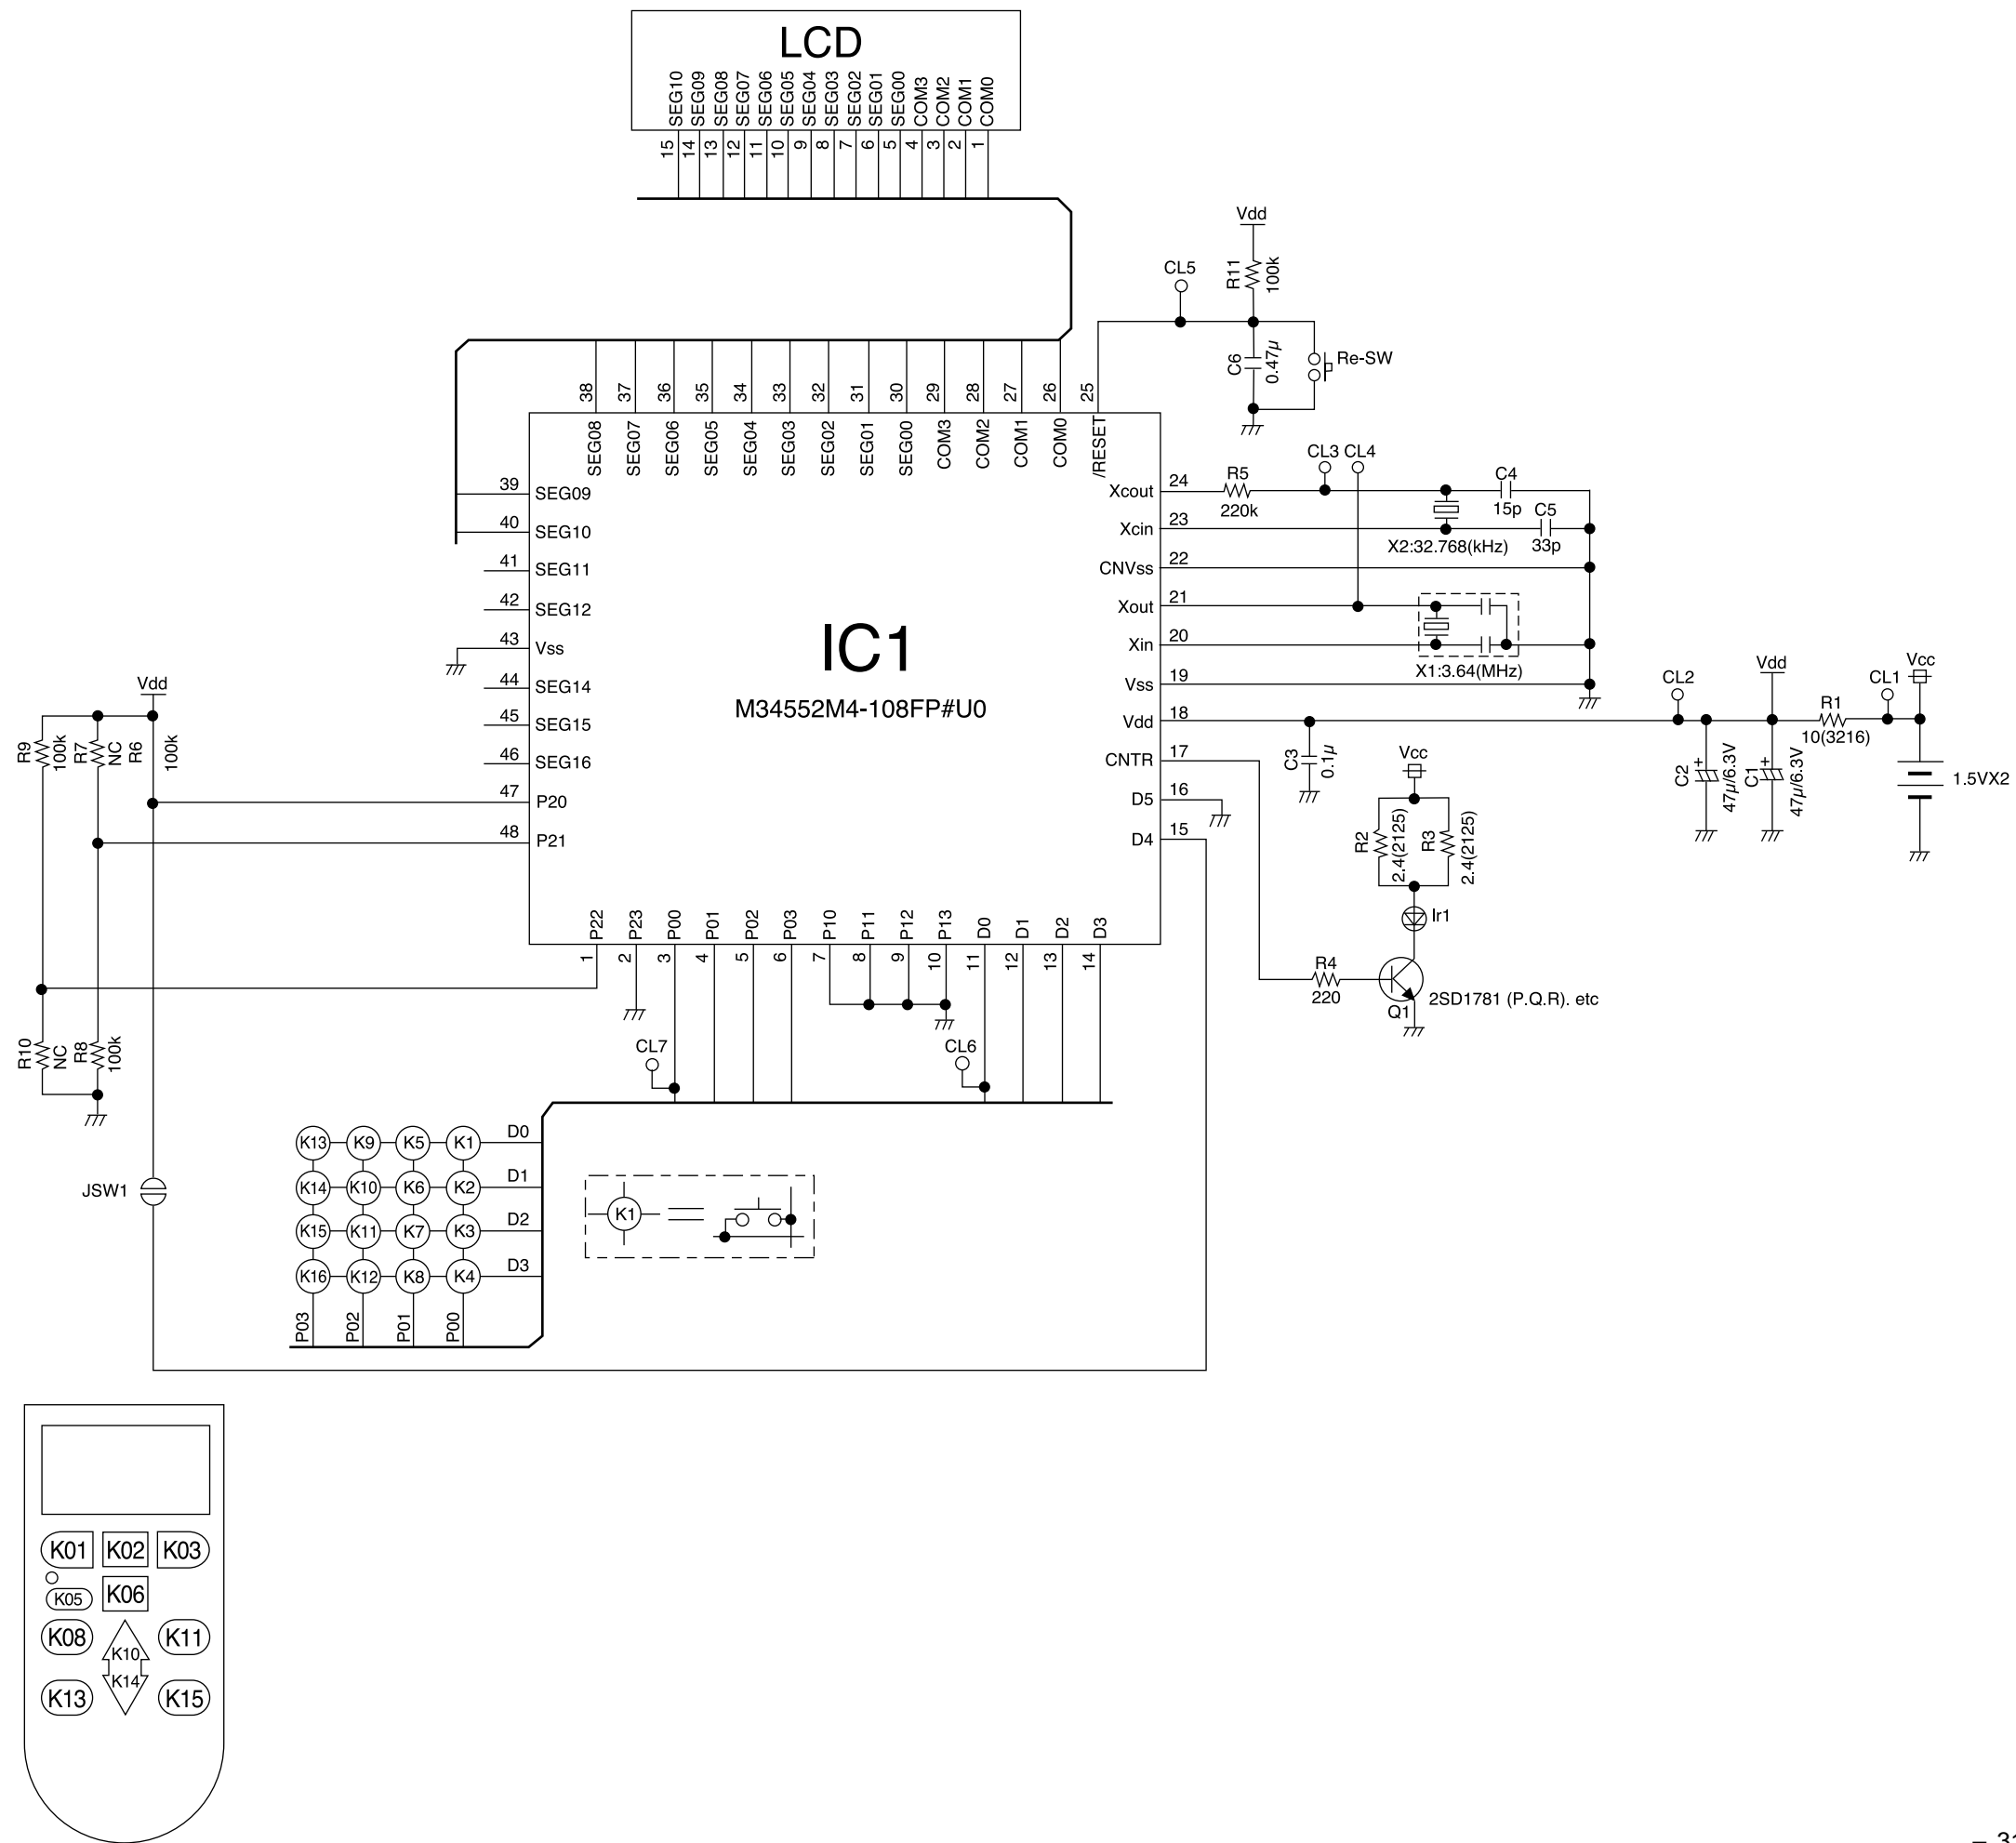 LCD
SEG10 SEG09 SEG08 SEG07 SEG06 SEG05 SEG04 SEG03 SEG02 SEG01 SEG00 COM3 COM2 COM1 COM0
15 14 13 12 11 10 9 8 7 6 5 4 3 2 1
Vdd
R11
100k
CL5
C6
0.47µ
Re-SW
38 37 36 35 34 33 32 31 30 29 28 27 26 25
SEG08 SEG07 SEG06 SEG05 SEG04 SEG03 SEG02 SEG01 SEG00 COM3 COM2 COM1 COM0 /RESET
39 SEG09
40 SEG10
41 SEG11
42 SEG12
43 Vss
44 SEG14
45 SEG15
46 SEG16
47 P20
48 P21
IC1
M34552M4-108FP#U0
Xcout 24
Xcin 23
CNVss 22
Xout 21
Xin 20
Vss 19
Vdd 18
CNTR 17
D5 16
D4 15
R5
220k
CL3 CL4
C4
15p
C5
33p
X2:32.768(kHz)
X1:3.64(MHz)
C3
0.1µ
CL2
Vdd
CL1
Vcc
R1
10(3216)
C2
47µ/6.3V
C1
47µ/6.3V
1.5VX2
Vcc
R2
2.4(2125)
R3
2.4(2125)
Ir1
R4
220
Q1
2SD1781 (P.Q.R). etc
Vdd
R9
100k
R7
NC
R6
100k
R10
NC
R8
100k
P22 P23 P00 P01 P02 P03 P10 P11 P12 P13 D0 D1 D2 D3
1 2 3 4 5 6 7 8 9 10 11 12 13 14
CL7
CL6
JSW1
K13 K9 K5 K1 D0
K14 K10 K6 K2 D1
K15 K11 K7 K3 D2
K16 K12 K8 K4 D3
P03 P02 P01 P00
K1
K01 K02 K03
K05 K06
K08 K10 K11
K13 K14 K15